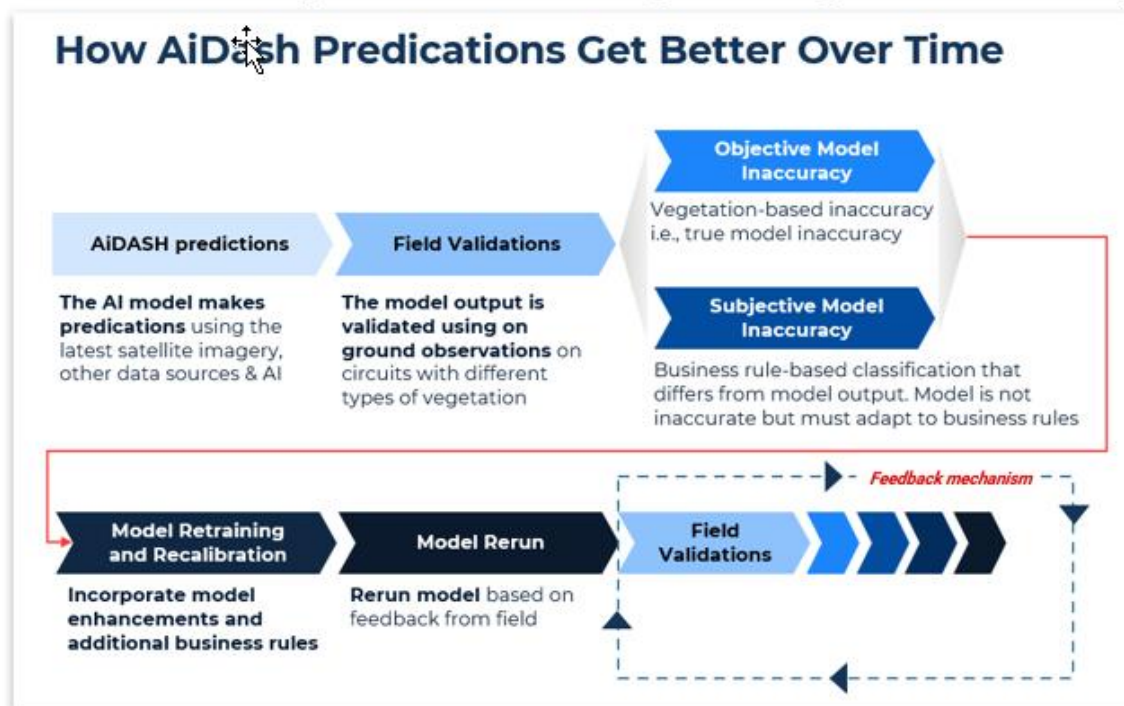 How AiDash Predications Get Better Over Time
AiDASH predictions
The AI model makes
predications using the
latest satellite imagery,
other data sources & AI
Field Validations
The model output is
validated using on
ground observations on
circuits with different
types of vegetation
Objective Model
Inaccuracy
Vegetation-based inaccuracy
i.e., true model inaccuracy
Subjective Model
Inaccuracy
Business rule-based classification that
differs from model output. Model is not
inaccurate but must adapt to business rules
Model Retraining
and Recalibration
Incorporate model
enhancements and
additional business rules
Model Rerun
Rerun model based on
feedback from field
Field
Validations
Feedback mechanism